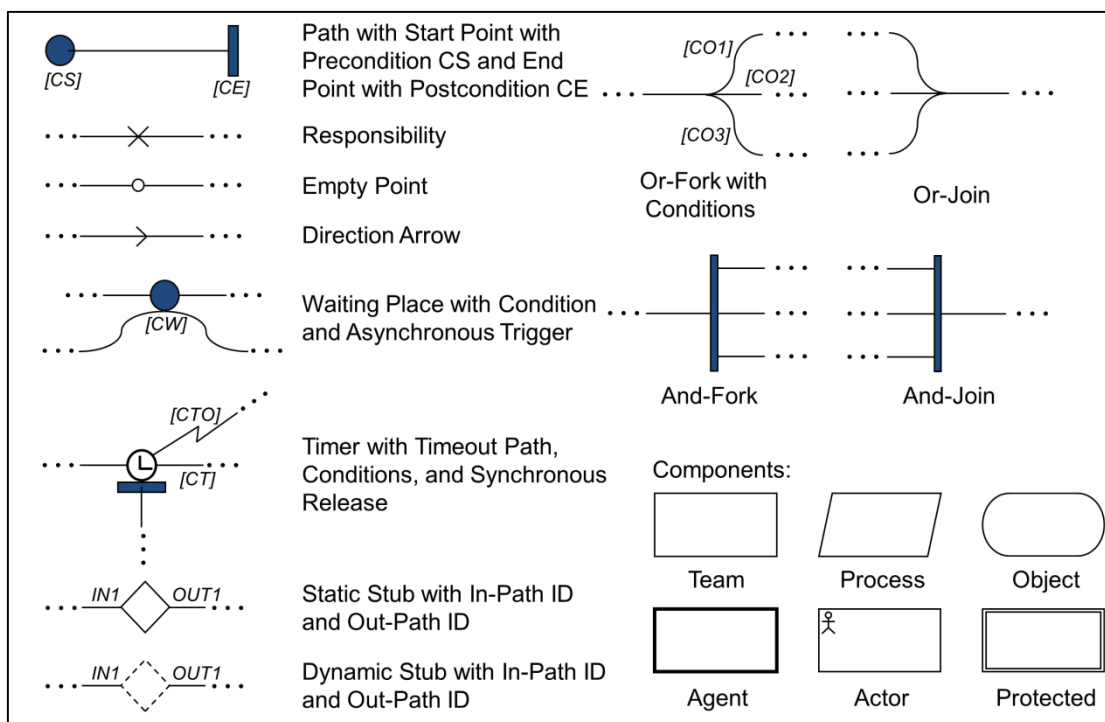 [CS]
[CE]
Path with Start Point with
Precondition CS and End
Point with Postcondition CE
Responsibility
Empty Point
Direction Arrow
[CW]
Waiting Place with Condition
and Asynchronous Trigger
[CTO]
[CT]
Timer with Timeout Path,
Conditions, and Synchronous
Release
IN1
OUT1
Static Stub with In-Path ID
and Out-Path ID
IN1
OUT1
Dynamic Stub with In-Path ID
and Out-Path ID
[CO1]
[CO2]
[CO3]
Or-Fork with
Conditions
Or-Join
And-Fork
And-Join
Components:
Team
Process
Object
Agent
Actor
Protected